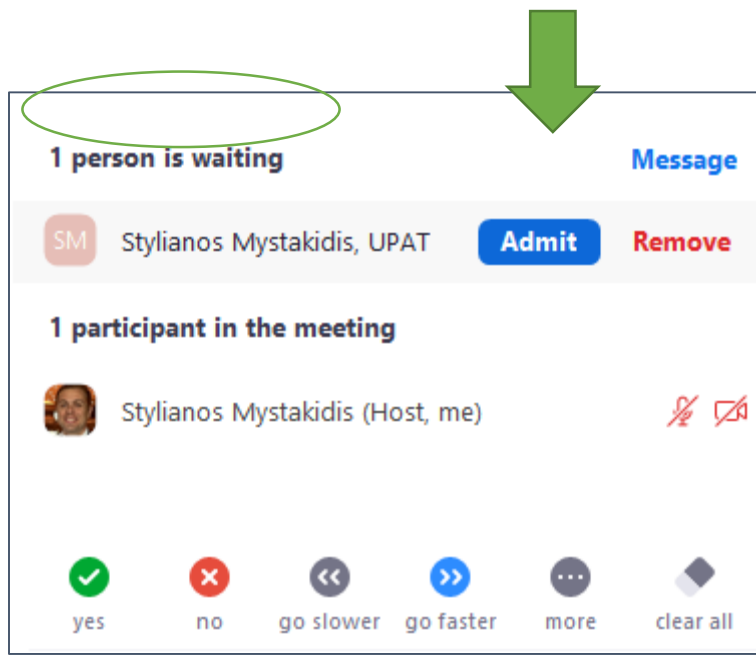 1 person is waiting Message
SM Stylianos Mystakidis, UPAT Admit Remove
1 participant in the meeting
Stylianos Mystakidis (Host, me)
yes no go slower go faster more clear all